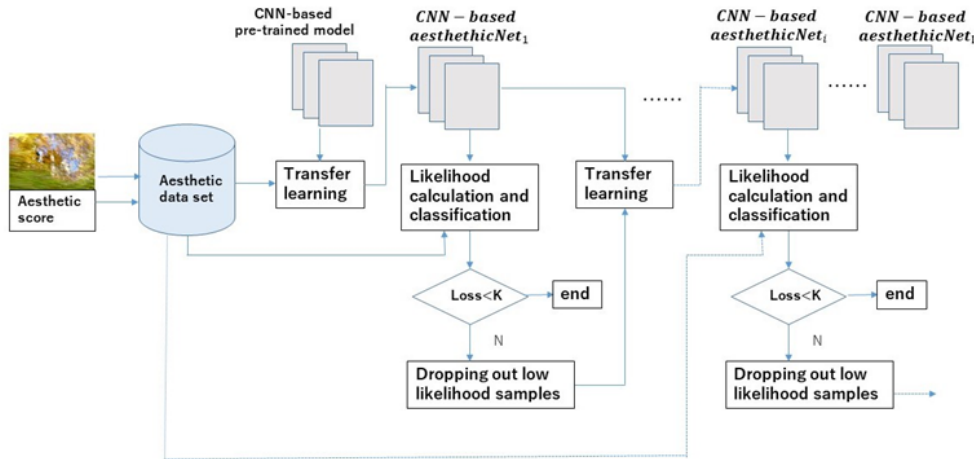 CNN-based
pre-trained model
CNN – based
aesthethicNet₁
CNN – based
aesthethicNetᵢ
CNN – based
......
......
Aesthetic
score
Aesthetic
data set
Transfer
learning
Likelihood
calculation and
classification
Transfer
learning
Likelihood
calculation and
classification
Loss<K
end
Loss<K
end
N
N
Dropping out low
likelihood samples
Dropping out low
likelihood samples